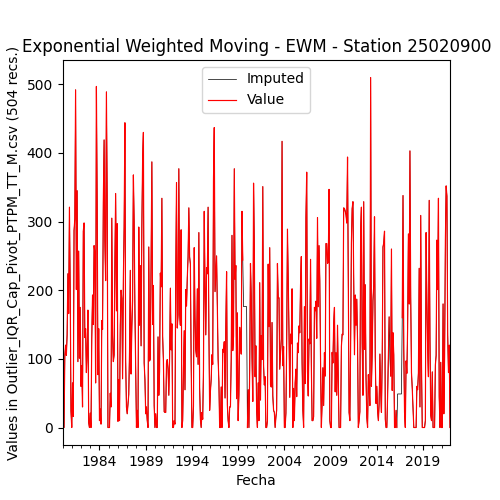 Exponential Weighted Moving - EWM - Station 25020900
Imputed
Value
Values in Outlier_IQR_Cap_Pivot_PTPM_TT_M.csv (504 recs.)
500
400
300
200
100
0
1984 1989 1994 1999 2004 2009 2014 2019
Fecha